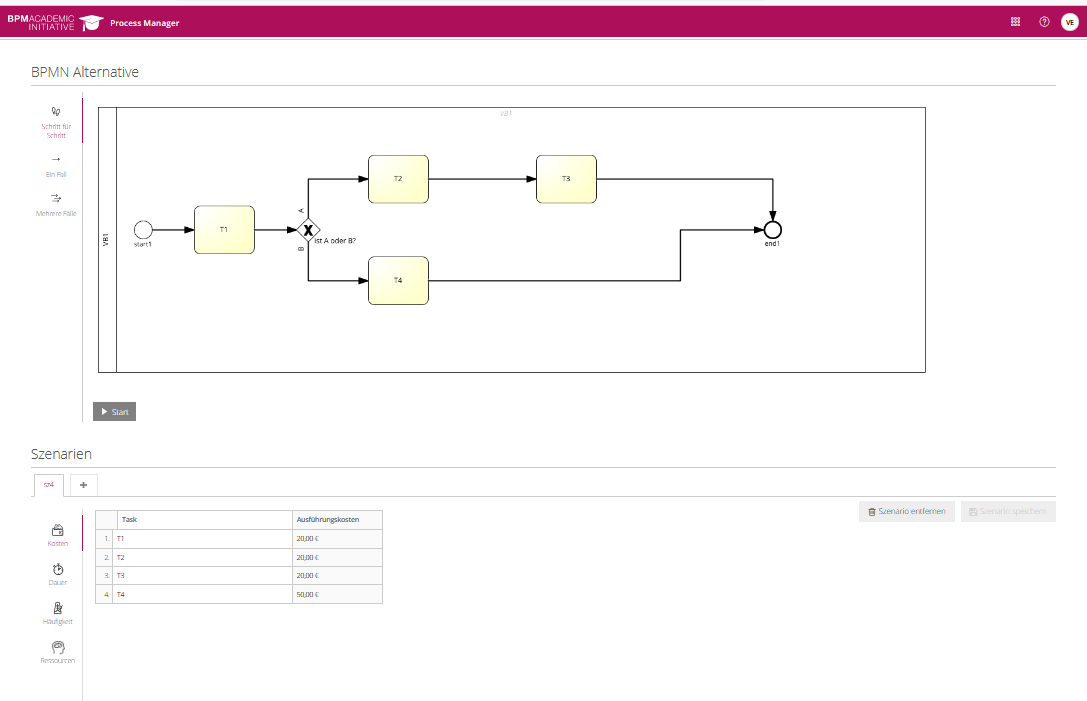 BPMACADEMIC
INITIATIVE
Process Manager
VE
BPMN Alternative
Schritt für
Schritt
Ein Fall
Mehrere Fälle
VB1
VB1
start1
T1
A
B
ist A oder B?
T2
T3
T4
end1
Start
Szenarien
sz4
+
Szenario entfernen
Szenario speichern
Kosten
Dauer
Häufigkeit
Ressourcen
Task Ausführungskosten
1. T1 20,00 €
2. T2 20,00 €
3. T3 20,00 €
4. T4 50,00 €